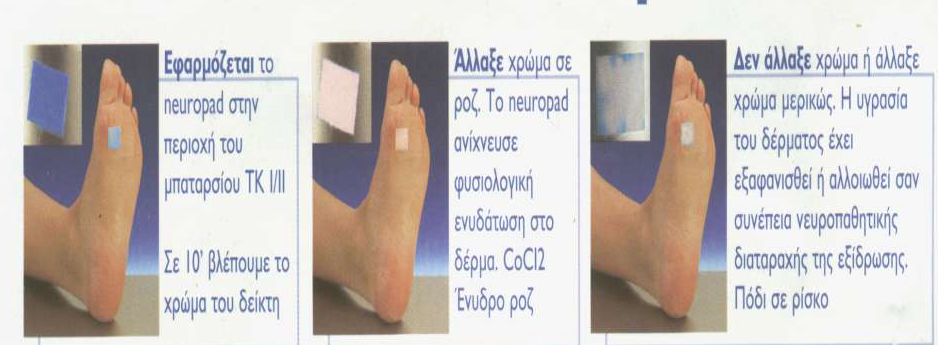 Εφαρμόζεται το
neuropad στην
περιοχή του
μπαταρσίου ΤΚ I/II
Σε 10' βλέπουμε το
χρώμα του δείκτη
Άλλαξε χρώμα σε
ροζ. Το neuropad
ανίχνευσε
φυσιολογική
ενυδάτωση στο
δέρμα. CoCl2
Ένυδρο ροζ
Δεν άλλαξε χρώμα ή άλλαξε
χρώμα μερικώς. Η υγρασία
του δέρματος έχει
εξαφανισθεί ή αλλοιωθεί σαν
συνέπεια νευροπαθητικής
διαταραχής της εξίδρωσης.
Πόδι σε ρίσκο